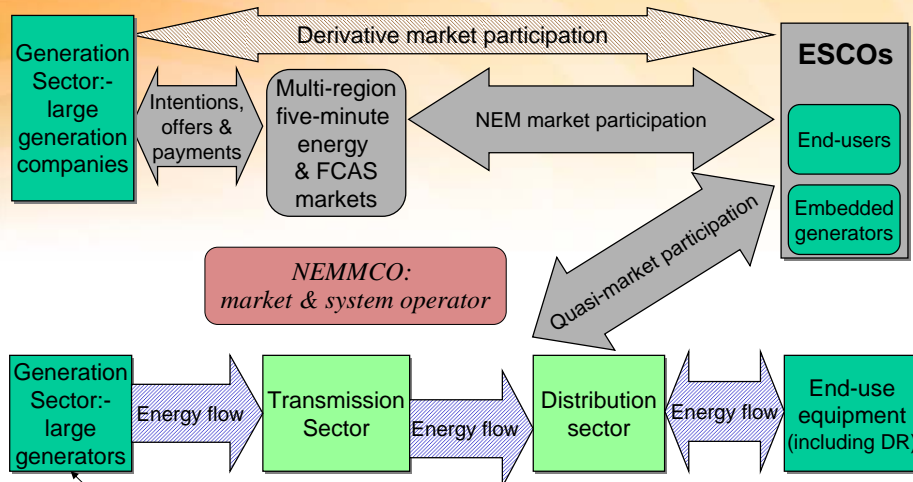 Derivative market participation
Generation
Sector:-
large
generation
companies
Intentions,
offers &
payments
Multi-region
five-minute
energy
& FCAS
markets
NEM market participation
ESCOs
End-users
Embedded
generators
Quasi-market participation
NEMMCO:
market & system operator
Generation
Sector:-
large
generators
Energy flow
Transmission
Sector
Energy flow
Distribution
sector
Energy flow
End-use
equipment
(including DR)